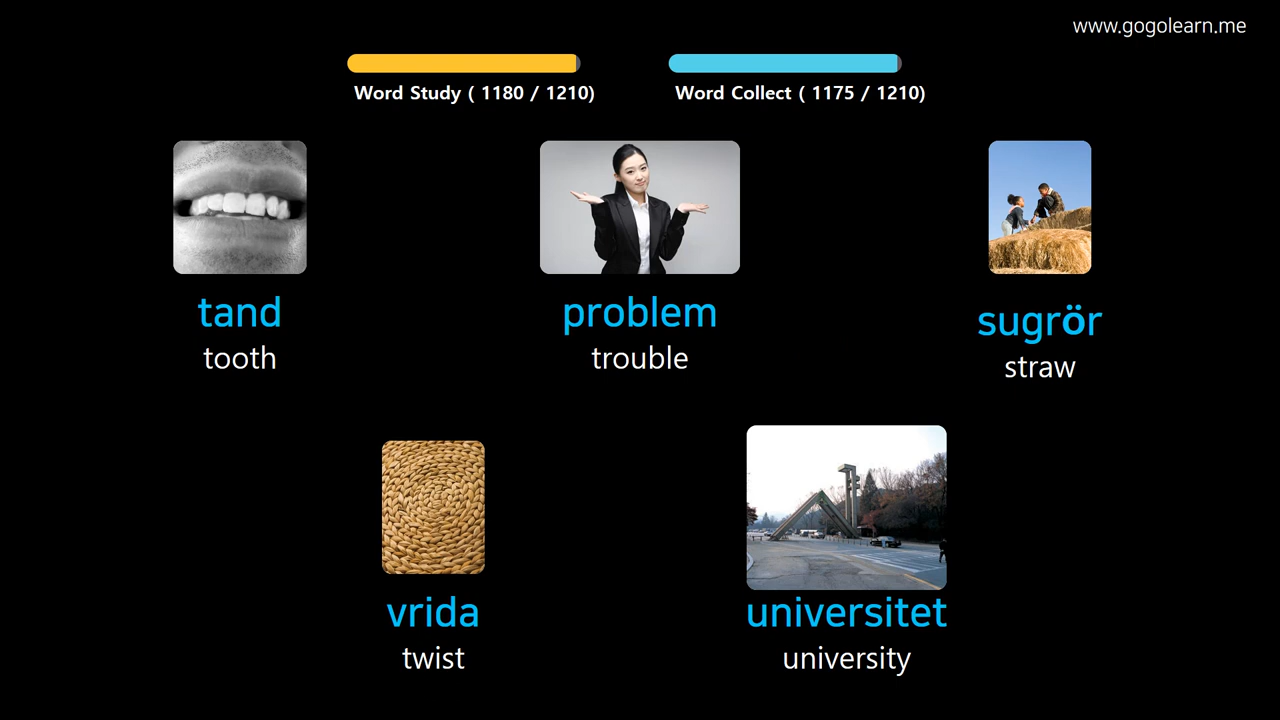 www.gogolearn.me
Word Study ( 1180 / 1210)
Word Collect ( 1175 / 1210)
tand
tooth
problem
trouble
sugrör
straw
vrida
twist
universitet
university